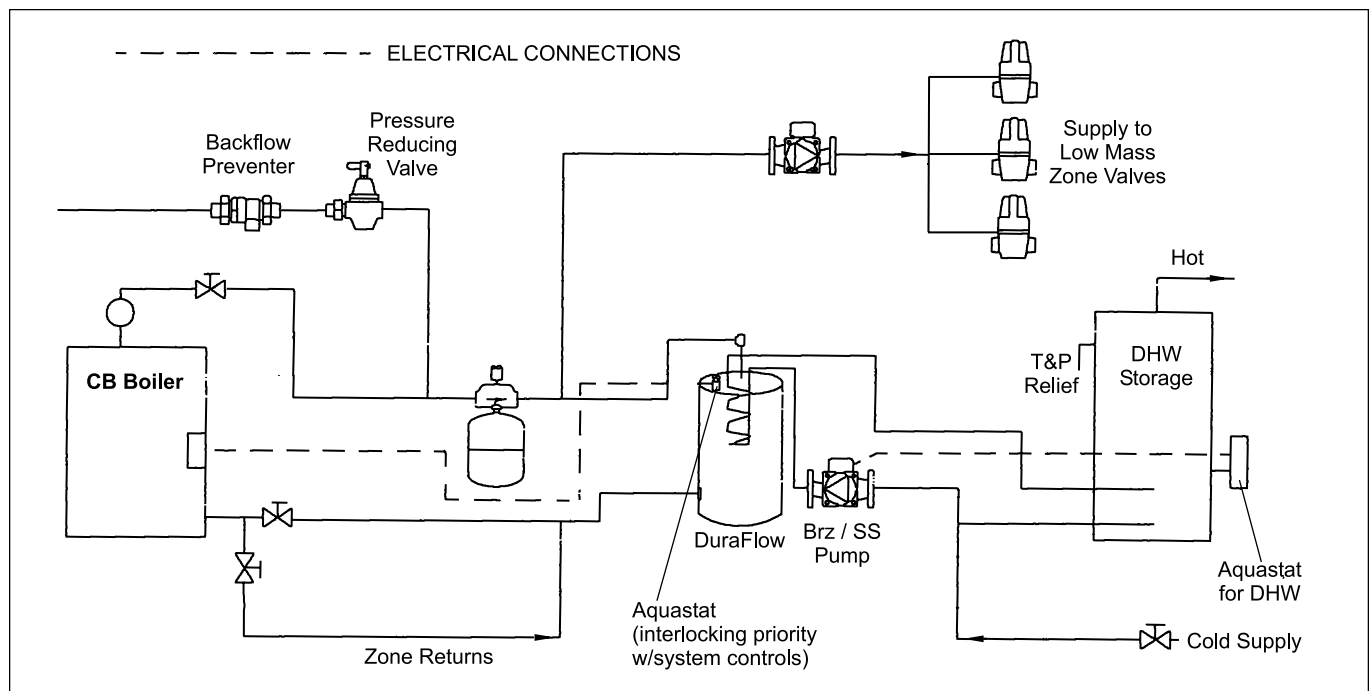 ELECTRICAL CONNECTIONS
Backflow
Preventer
Pressure
Reducing
Valve
Supply to
Low Mass
Zone Valves
Hot
CB Boiler
T&P
Relief
DHW
Storage
DuraFlow
Brz / SS
Pump
Aquastat
for DHW
Aquastat
(interlocking priority
w/system controls)
Cold Supply
Zone Returns